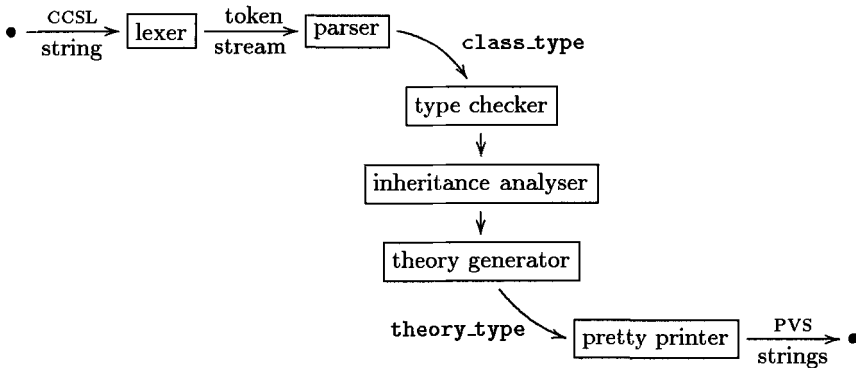 CCSL string
lexer
token stream
parser
class_type
type checker
inheritance analyser
theory generator
theory_type
pretty printer
PVS strings